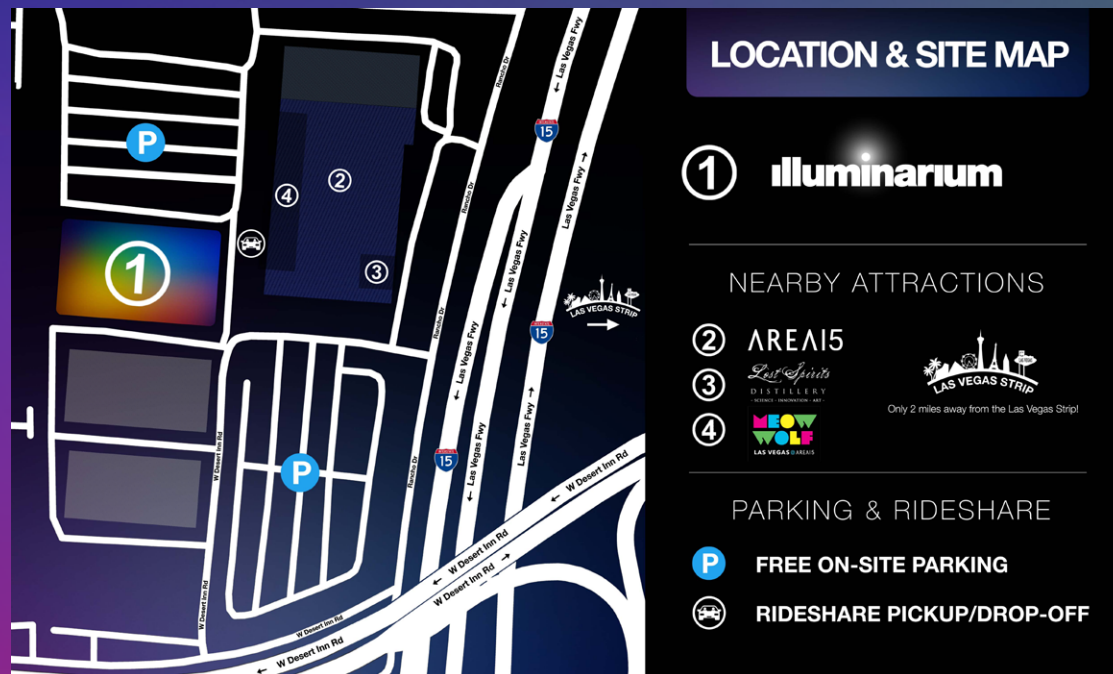 LOCATION & SITE MAP
1
illuminarium
NEARBY ATTRACTIONS
2
AREA15
3
Lost Spirits
DISTILLERY
- SCIENCE - INNOVATION - ART -
4
MEOW
WOLF
LAS VEGAS @ AREA15
LAS VEGAS STRIP
Only 2 miles away from the Las Vegas Strip!
PARKING & RIDESHARE
P
FREE ON-SITE PARKING
RIDESHARE PICKUP/DROP-OFF
Rancho Dr
← Las Vegas Fwy
15
P
Las Vegas Fwy →
2
4
Rancho Dr
← Las Vegas Fwy
1
3
LAS VEGAS STRIP
→
Rancho Dr
15
← Las Vegas Fwy
Las Vegas Fwy →
W Desert Inn Rd
P
15
Rancho Dr
← Las Vegas Fwy
← W Desert Inn Rd
← W Desert Inn Rd
W Desert Inn Rd →
W Desert Inn Rd
W Desert Inn Rd
← W Desert Inn Rd